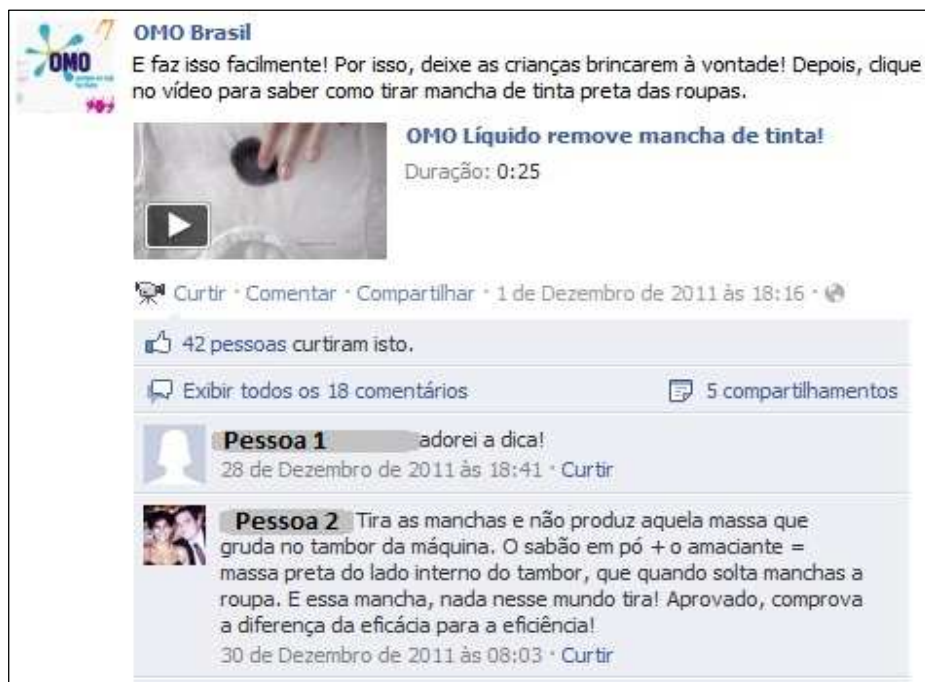 OMO Brasil
E faz isso facilmente! Por isso, deixe as crianças brincarem à vontade! Depois, clique
no vídeo para saber como tirar mancha de tinta preta das roupas.
OMO
OMO Líquido remove mancha de tinta!
Duração: 0:25
Curtir · Comentar · Compartilhar · 1 de Dezembro de 2011 às 18:16 ·
42 pessoas curtiram isto.
Exibir todos os 18 comentários 5 compartilhamentos
Pessoa 1 adorei a dica!
28 de Dezembro de 2011 às 18:41 · Curtir
Pessoa 2 Tira as manchas e não produz aquela massa que
gruda no tambor da máquina. O sabão em pó + o amaciante =
massa preta do lado interno do tambor, que quando solta manchas a
roupa. E essa mancha, nada nesse mundo tira! Aprovado, comprova
a diferença da eficácia para a eficiência!
30 de Dezembro de 2011 às 08:03 · Curtir